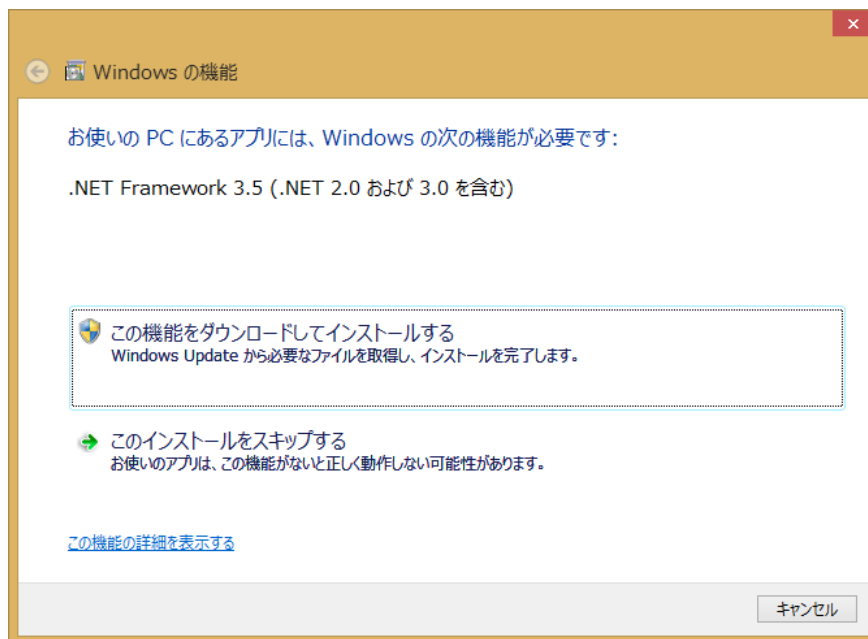 Windows の機能
お使いの PC にあるアプリには、Windows の次の機能が必要です:
.NET Framework 3.5 (.NET 2.0 および 3.0 を含む)
この機能をダウンロードしてインストールする
Windows Update から必要なファイルを取得し、インストールを完了します。
このインストールをスキップする
お使いのアプリは、この機能がないと正しく動作しない可能性があります。
この機能の詳細を表示する
キャンセル